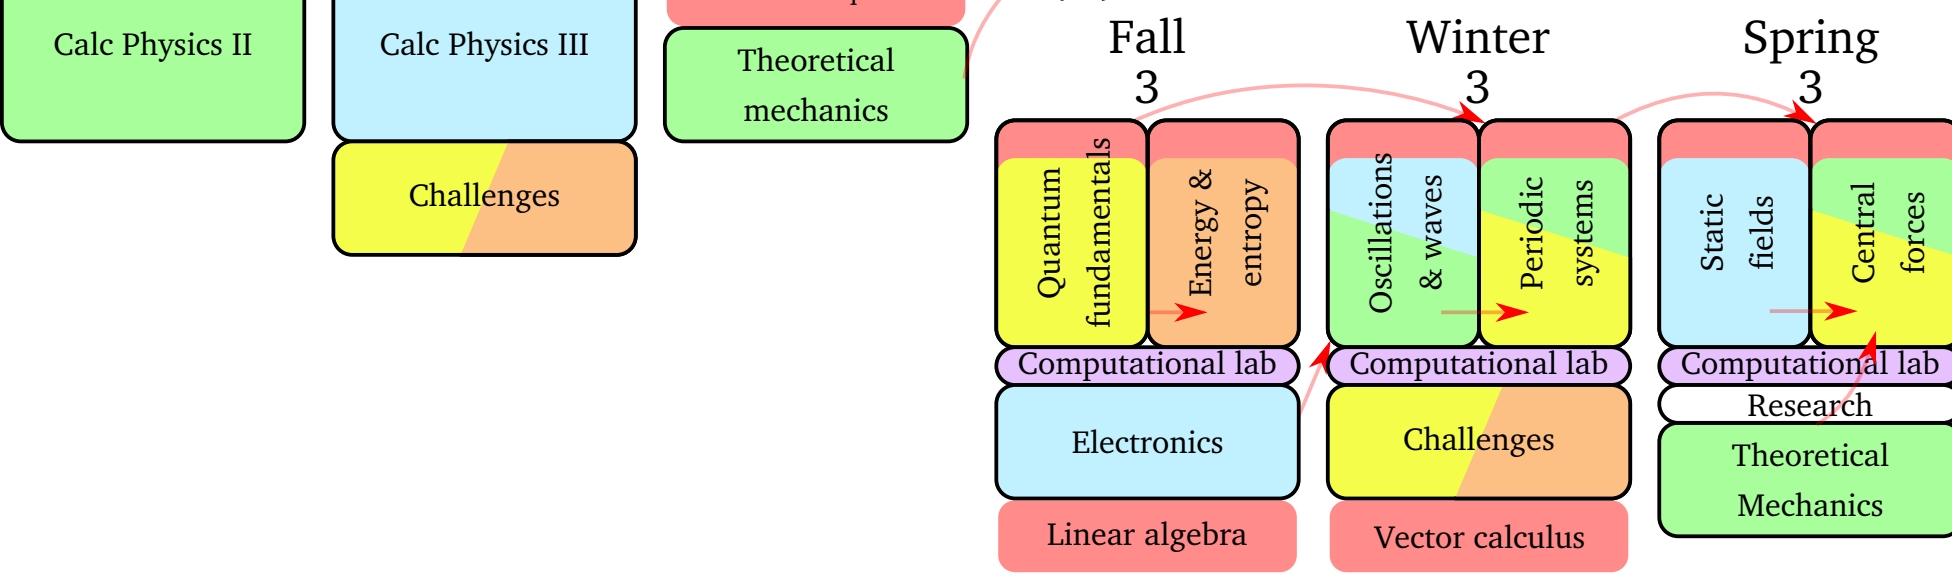 Calc Physics II
Calc Physics III
Challenges
Theoretical
mechanics
Fall
3
Quantum
fundamentals
Energy &
entropy
Computational lab
Electronics
Linear algebra
Winter
3
Oscillations
& waves
Periodic
systems
Computational lab
Challenges
Vector calculus
Spring
3
Static
fields
Central
forces
Computational lab
Research
Theoretical
Mechanics